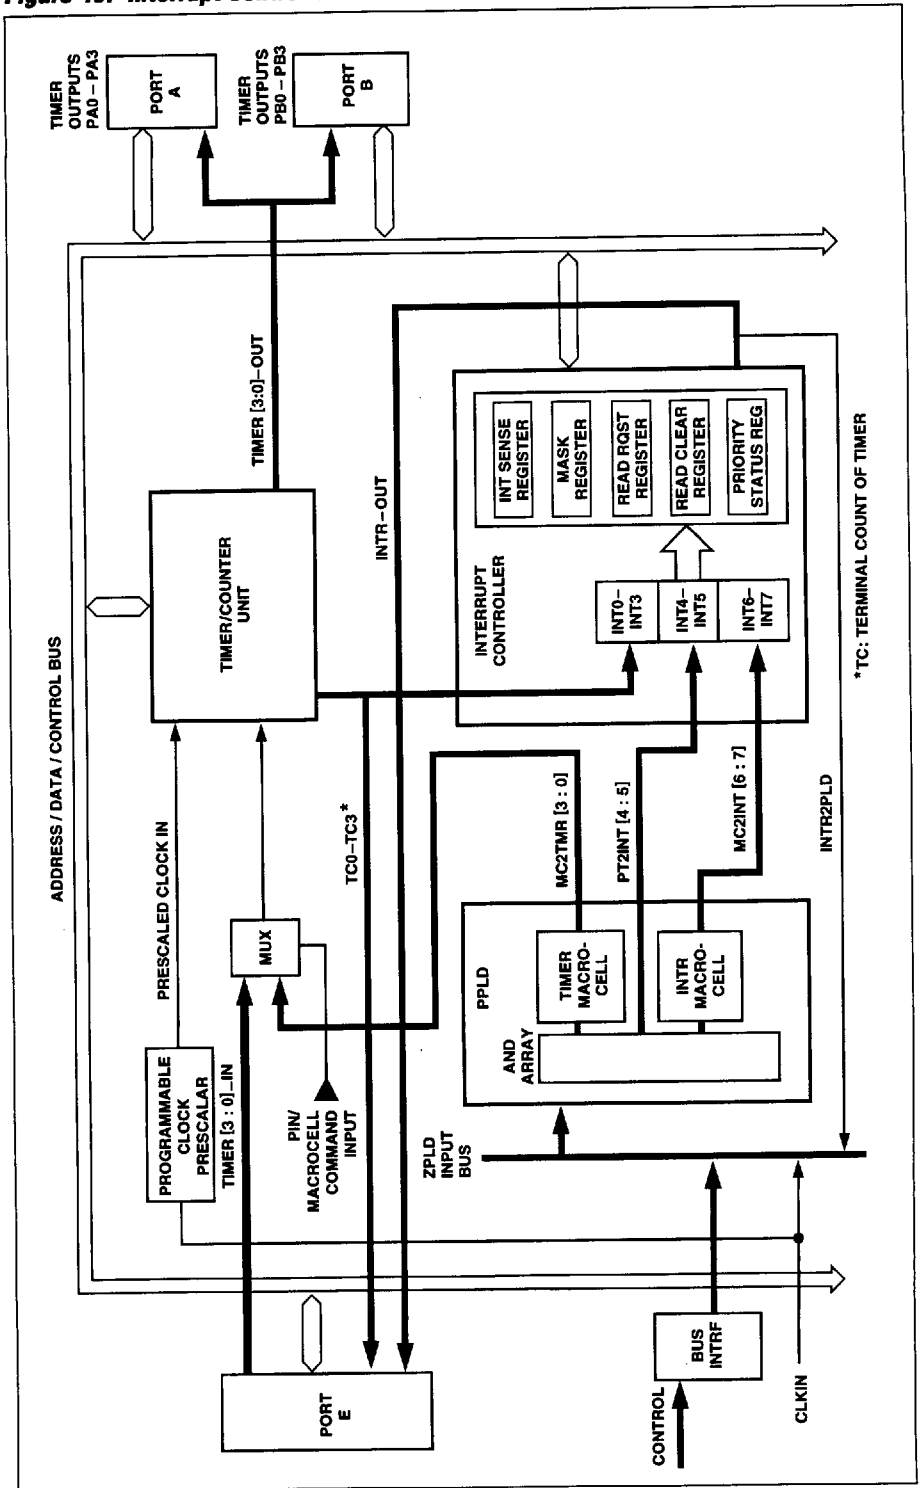 Figure
Interrupt
ADDRESS / DATA / CONTROL BUS
PORT
E
TIMER [3 : 0]_IN
PROGRAMMABLE
CLOCK
PRESCALAR
PRESCALED CLOCK IN
MUX
PIN/
MACROCELL
COMMAND
INPUT
TIMER/COUNTER
UNIT
TIMER [3:0]–OUT
TIMER
OUTPUTS
PA0 – PA3
PORT
A
TIMER
OUTPUTS
PB0 – PB3
PORT
B
TC0–TC3*
INTR–OUT
CONTROL
BUS
INTRF
CLKIN
ZPLD
INPUT
BUS
PPLD
AND
ARRAY
TIMER
MACRO-
CELL
INTR
MACRO-
CELL
MC2TMR [3 : 0]
PT2INT [4 : 5]
MC2INT [6 : 7]
INTR2PLD
INTERRUPT
CONTROLLER
INT0–
INT3
INT4–
INT5
INT6–
INT7
INT SENSE
REGISTER
MASK
REGISTER
READ RQST
REGISTER
READ CLEAR
REGISTER
PRIORITY
STATUS REG
*TC: TERMINAL COUNT OF TIMER